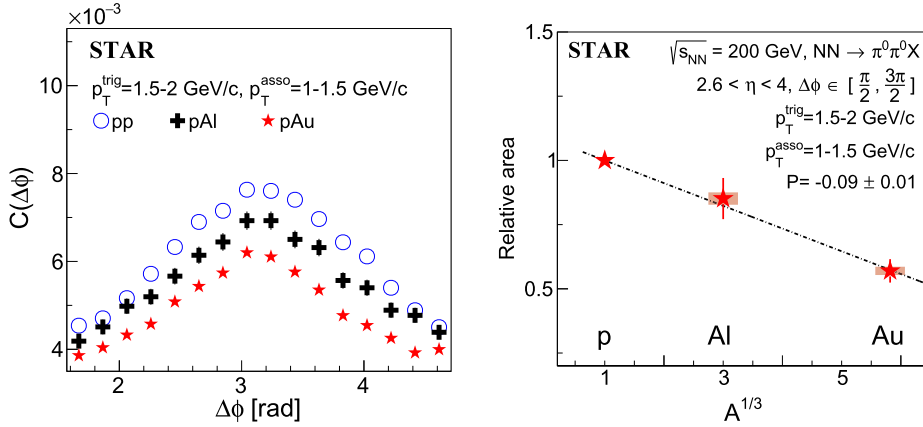 ×10⁻³
STAR
p_T^trig=1.5-2 GeV/c, p_T^asso=1-1.5 GeV/c
pp pAl pAu
10
8
6
4
C(Δϕ)
2 3 4
Δϕ [rad]
STAR
√s_NN = 200 GeV, NN → π⁰π⁰X
2.6 < η < 4, Δϕ ∈ [π/2, 3π/2]
p_T^trig=1.5-2 GeV/c
p_T^asso=1-1.5 GeV/c
P= -0.09 ± 0.01
1.5
1
0.5
Relative area
p Al Au
1 3 5
A^1/3